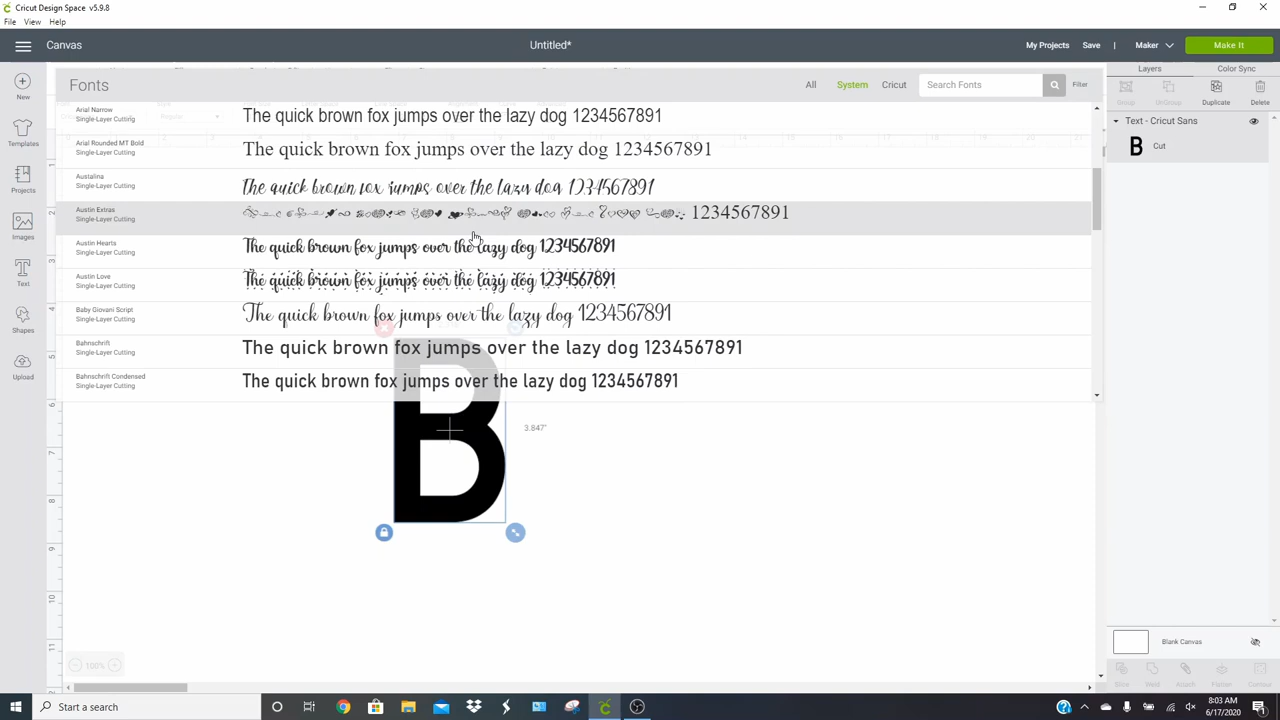 Cricut Design Space v5.9.8
File View Help
Canvas
Untitled*
My Projects Save | Maker Make It
Layers Color Sync
New
Templates
Projects
Images
Text
Shapes
Upload
Fonts
All System Cricut Search Fonts Filter
Arial Narrow
Single-Layer Cutting
The quick brown fox jumps over the lazy dog 1234567891
Arial Rounded MT Bold
Single-Layer Cutting
The quick brown fox jumps over the lazy dog 1234567891
Austalina
Single-Layer Cutting
The quick brown fox jumps over the lazy dog 1234567891
Austin Extras
Single-Layer Cutting
1234567891
Austin Hearts
Single-Layer Cutting
The quick brown fox jumps over the lazy dog 1234567891
Austin Love
Single-Layer Cutting
The quick brown fox jumps over the lazy dog 1234567891
Baby Giovani Script
Single-Layer Cutting
The quick brown fox jumps over the lazy dog 1234567891
Bahnschrift
Single-Layer Cutting
The quick brown fox jumps over the lazy dog 1234567891
Bahnschrift Condensed
Single-Layer Cutting
The quick brown fox jumps over the lazy dog 1234567891
B
3.847"
100%
Group UnGroup Duplicate Delete
Text - Cricut Sans
B Cut
Blank Canvas
Slice Weld Attach Flatten Contour
Start a search
8:03 AM
6/17/2020